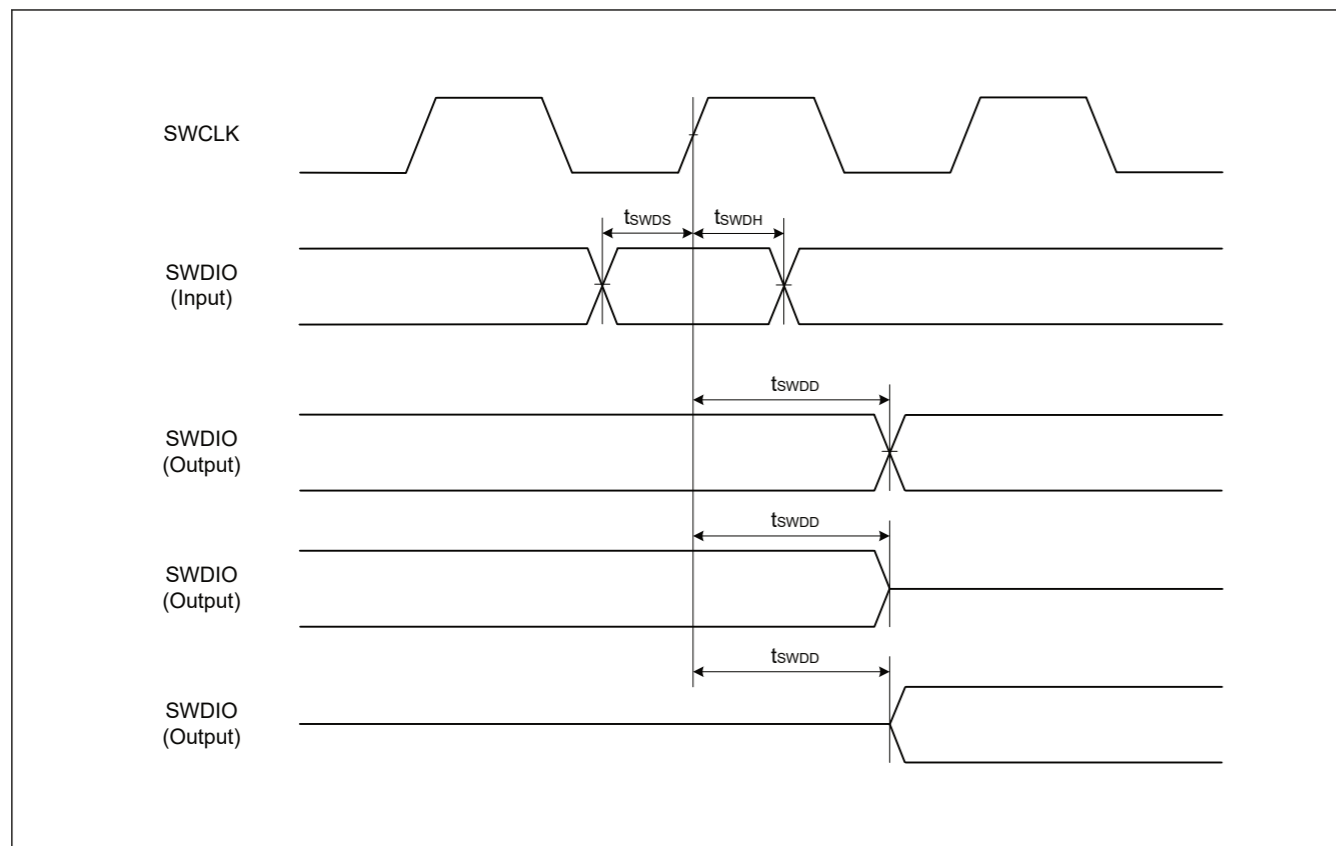 SWCLK
tSWDS
tSWDH
SWDIO
(Input)
tSWDD
SWDIO
(Output)
tSWDD
SWDIO
(Output)
tSWDD
SWDIO
(Output)